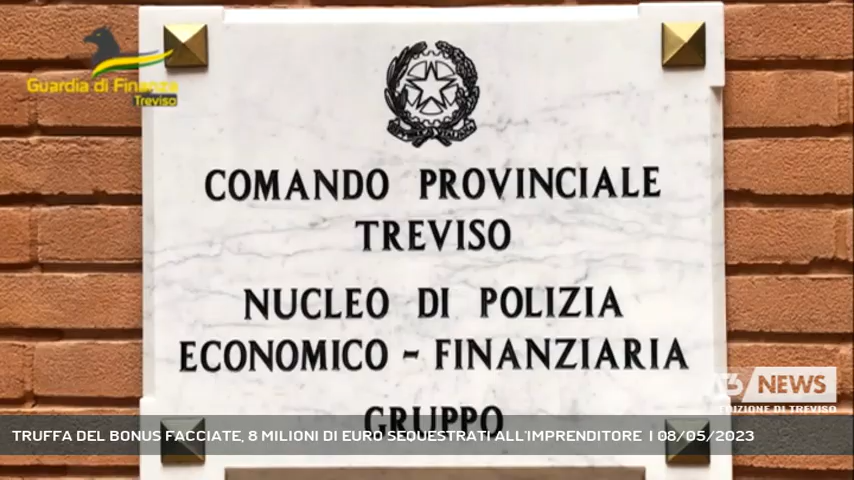 Guardia di Finanza
Treviso
COMANDO PROVINCIALE
TREVISO
NUCLEO DI POLIZIA
ECONOMICO - FINANZIARIA
GRUPPO
NEWS
EDIZIONE DI TREVISO
TRUFFA DEL BONUS FACCIATE, 8 MILIONI DI EURO SEQUESTRATI ALL'IMPRENDITORE | 08/05/2023